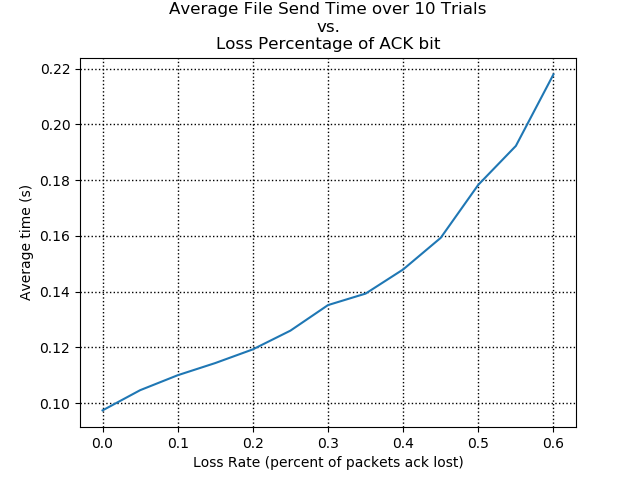 Average File Send Time over 10 Trials
vs.
Loss Percentage of ACK bit
Average time (s)
0.22
0.20
0.18
0.16
0.14
0.12
0.10
0.0 0.1 0.2 0.3 0.4 0.5 0.6
Loss Rate (percent of packets ack lost)